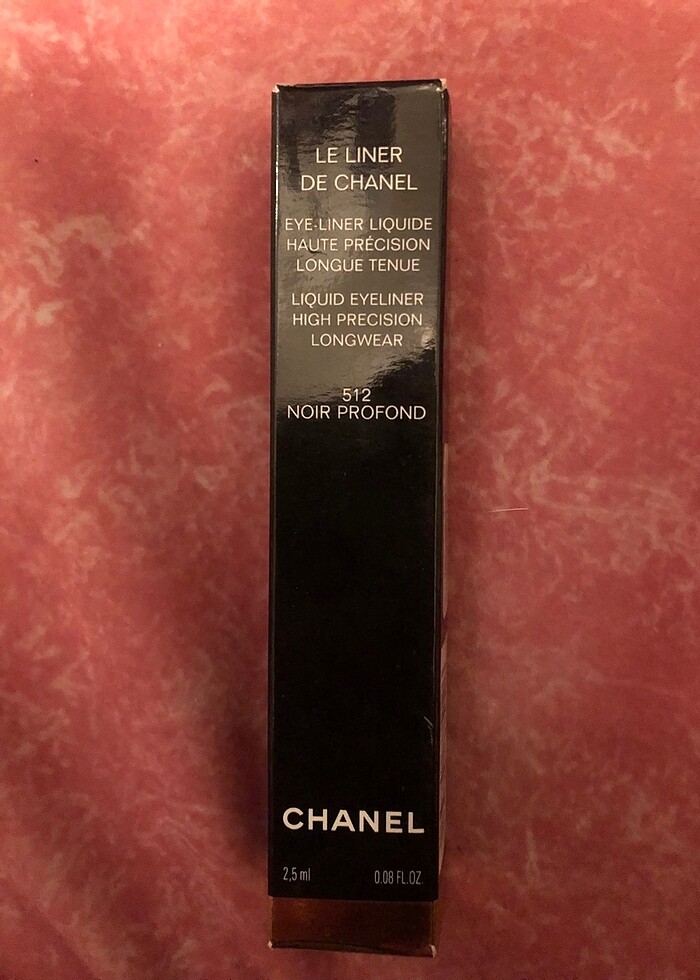 LE LINER
DE CHANEL
EYE-LINER LIQUIDE
HAUTE PRÉCISION
LONGUE TENUE
LIQUID EYELINER
HIGH PRECISION
LONGWEAR
512
NOIR PROFOND
CHANEL
2,5 ml 0.08 FL.OZ.